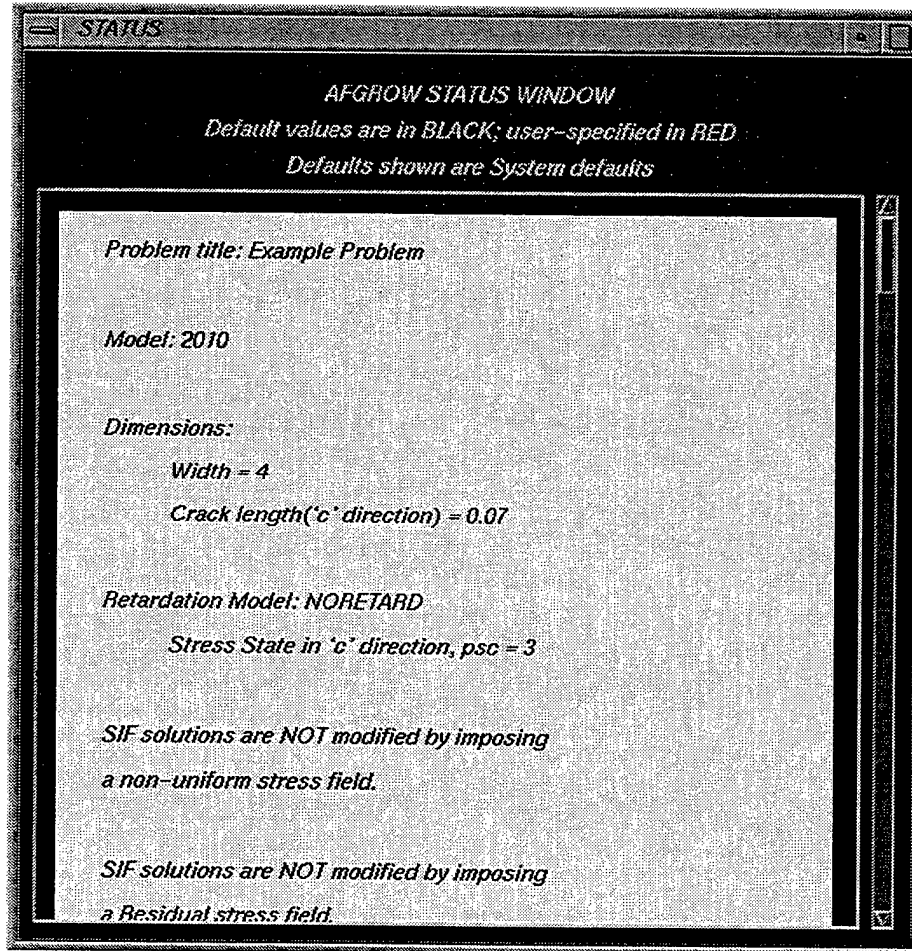 STATUS
AFGROW STATUS WINDOW
Default values are in BLACK; user-specified in RED
Defaults shown are System defaults
Problem title: Example Problem
Model: 2010
Dimensions:
Width = 4
Crack length('c' direction) = 0.07
Retardation Model: NORETARD
Stress State in 'c' direction, psc = 3
SIF solutions are NOT modified by imposing
a non-uniform stress field.
SIF solutions are NOT modified by imposing
a Residual stress field.